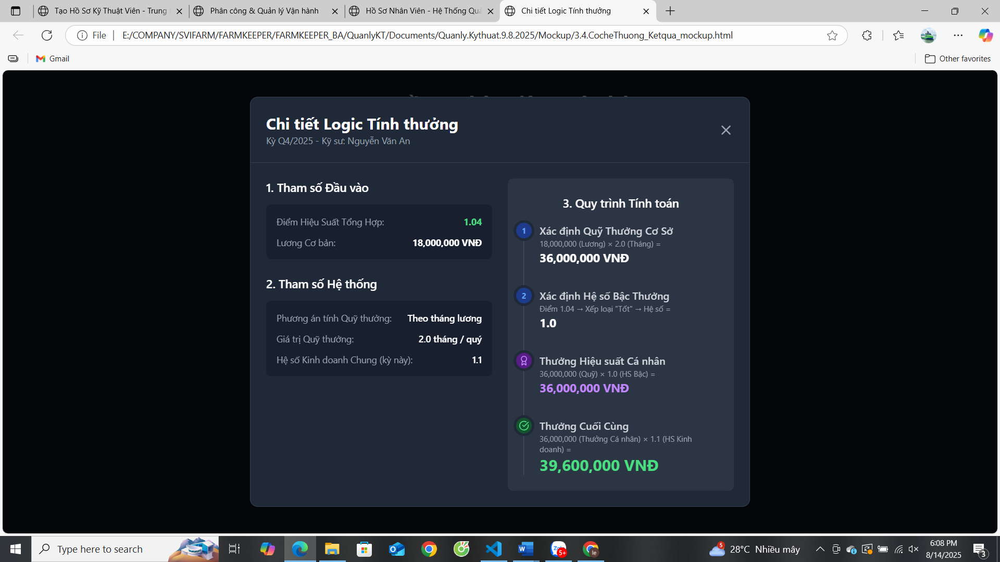 Tạo Hồ Sơ Kỹ Thuật Viên - Trung
Phân công & Quản lý Vận hành
Hồ Sơ Nhân Viên - Hệ Thống Quả
Chi tiết Logic Tính thưởng
File
E:/COMPANY/SVIFARM/FARMKEEPER/FARMKEEPER_BA/QuanlyKT/Documents/Quanly.Kythuat.9.8.2025/Mockup/3.4.CocheThuong_Ketqua_mockup.html
Gmail
Other favorites
Chi tiết Logic Tính thưởng
Kỳ Q4/2025 - Kỹ sư: Nguyễn Văn An
1. Tham số Đầu vào
Điểm Hiệu Suất Tổng Hợp: 1.04
Lương Cơ bản: 18,000,000 VNĐ
2. Tham số Hệ thống
Phương án tính Quỹ thưởng: Theo tháng lương
Giá trị Quỹ thưởng: 2.0 tháng / quý
Hệ số Kinh doanh Chung (kỳ này): 1.1
3. Quy trình Tính toán
1 Xác định Quỹ Thưởng Cơ Sở
18,000,000 (Lương) × 2.0 (Tháng) =
36,000,000 VNĐ
2 Xác định Hệ số Bậc Thưởng
Điểm 1.04 → Xếp loại "Tốt" → Hệ số =
1.0
Thưởng Hiệu suất Cá nhân
36,000,000 (Quỹ) × 1.0 (HS Bậc) =
36,000,000 VNĐ
Thưởng Cuối Cùng
36,000,000 (Thưởng Cá nhân) × 1.1 (HS Kinh
doanh) =
39,600,000 VNĐ
Type here to search
5+
5
28°C Nhiều mây
6:08 PM
8/14/2025
3